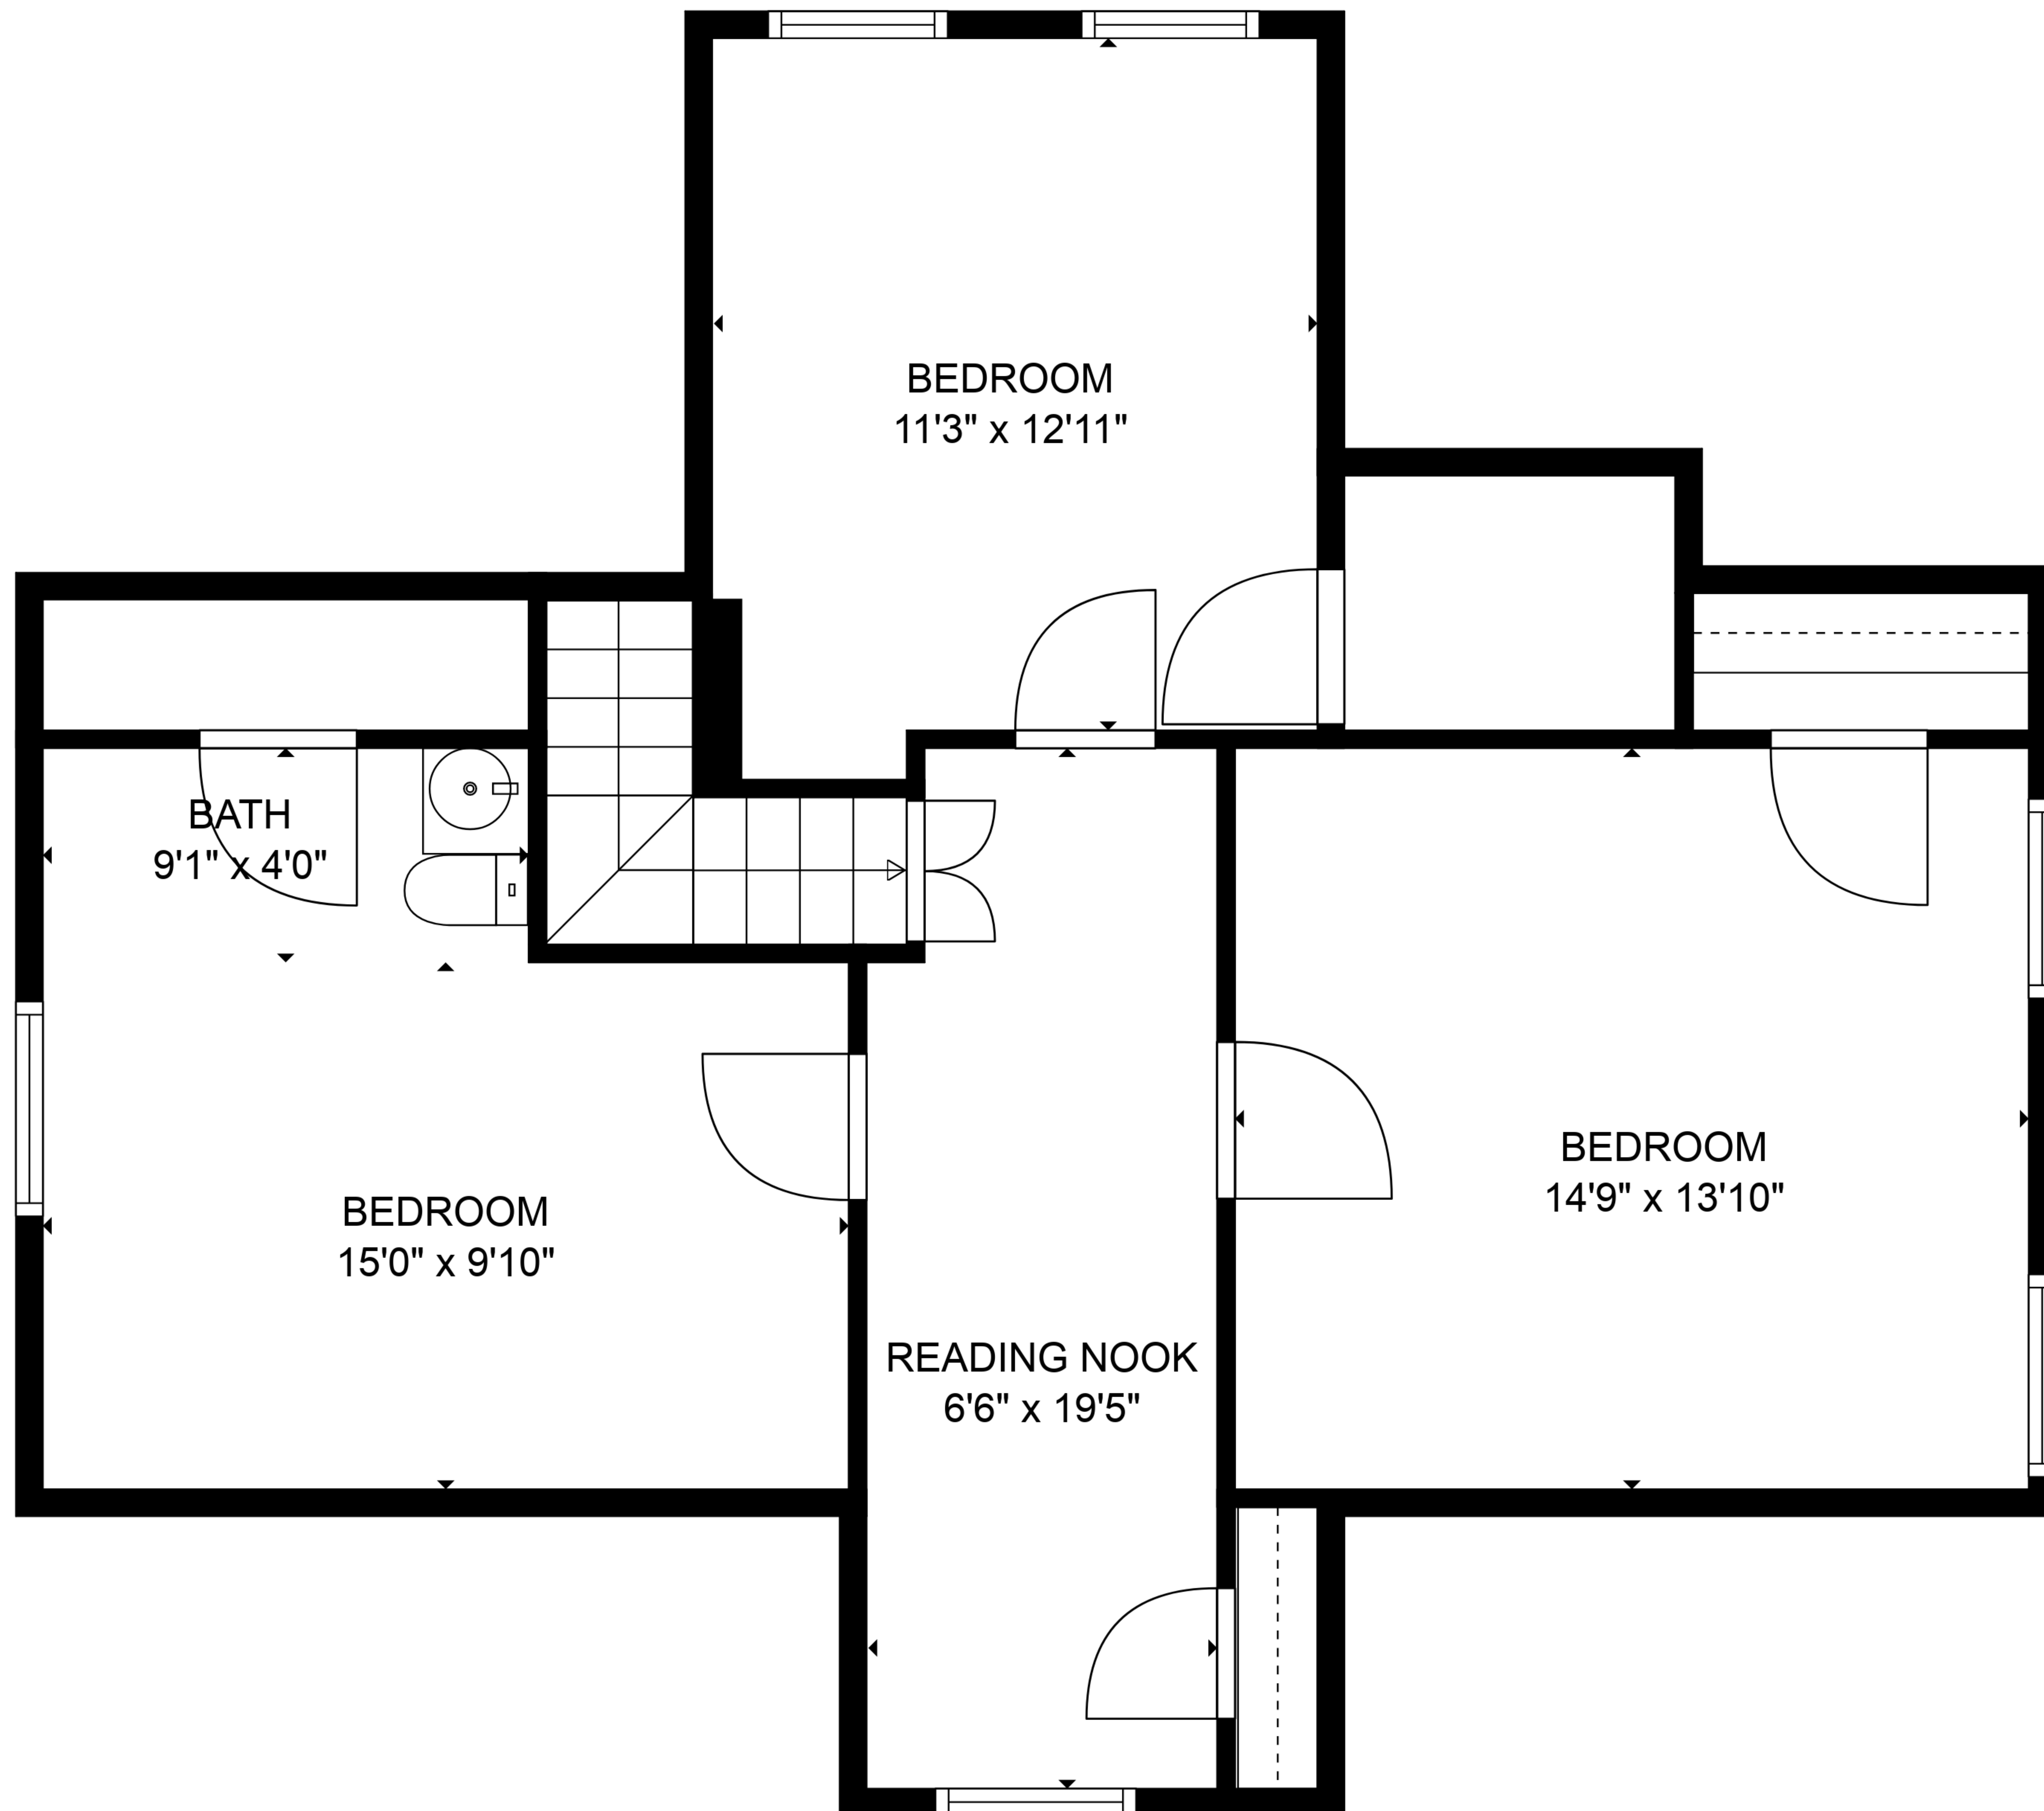 BEDROOM
11'3" x 12'11"
BATH
9'1" x 4'0"
BEDROOM
14'9" x 13'10"
BEDROOM
15'0" x 9'10"
READING NOOK
6'6" x 19'5"